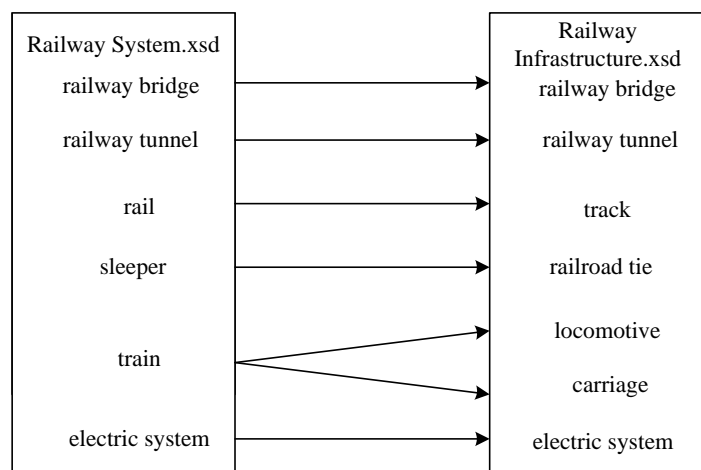 Railway System.xsd
railway bridge
railway tunnel
rail
sleeper
train
electric system
Railway
Infrastructure.xsd
railway bridge
railway tunnel
track
railroad tie
locomotive
carriage
electric system